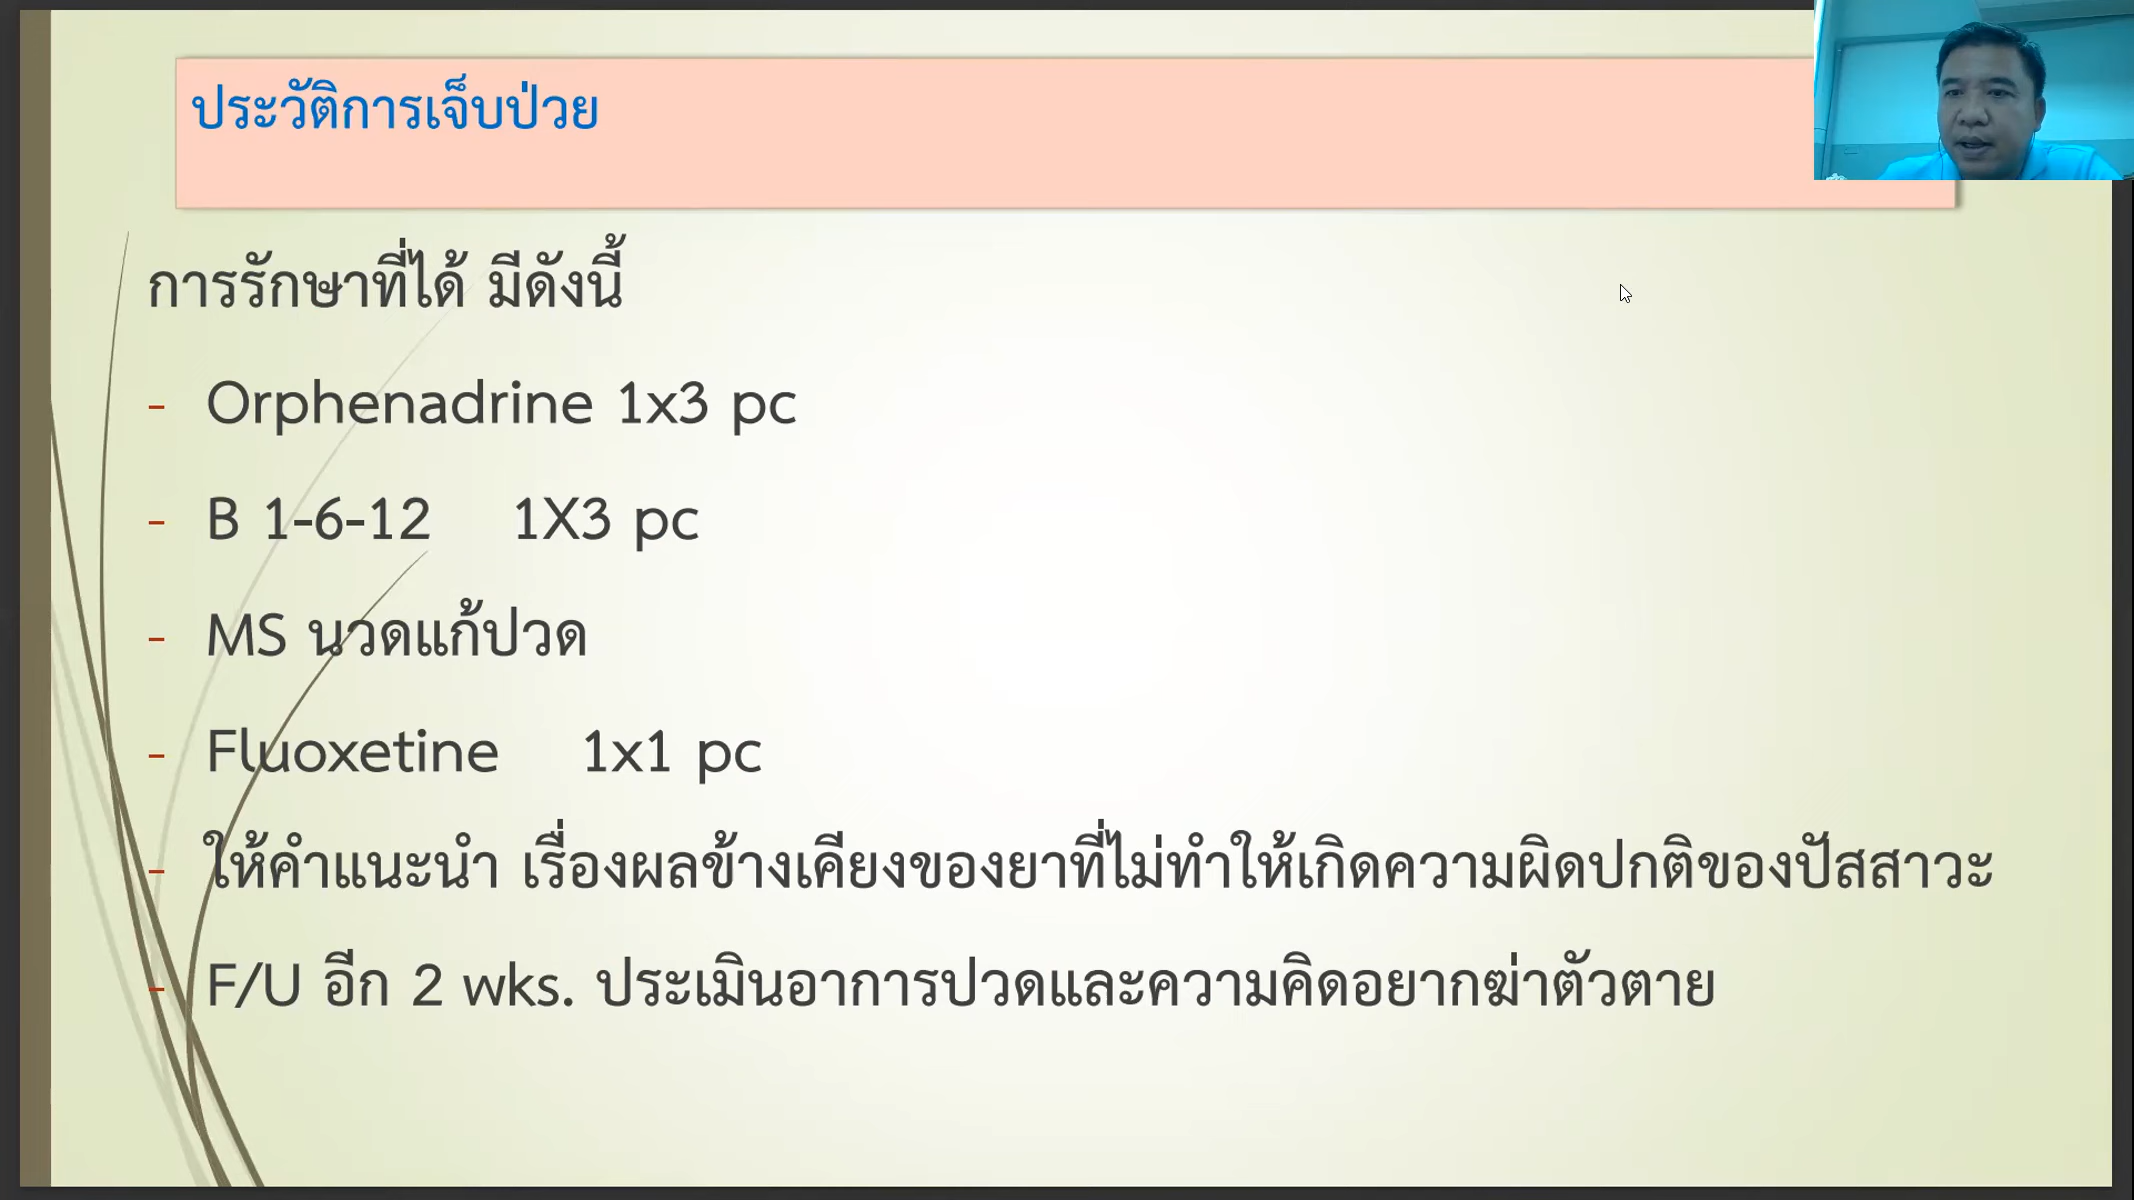 ประวัติการเจ็บป่วย
การรักษาที่ได้ มีดังนี้
- Orphenadrine 1x3 pc
- B 1-6-12 1X3 pc
- MS นวดแก้ปวด
- Fluoxetine 1x1 pc
- ให้คำแนะนำ เรื่องผลข้างเคียงของยาที่ไม่ทำให้เกิดความผิดปกติของปัสสาวะ
- F/U อีก 2 wks. ประเมินอาการปวดและความคิดอยากฆ่าตัวตาย